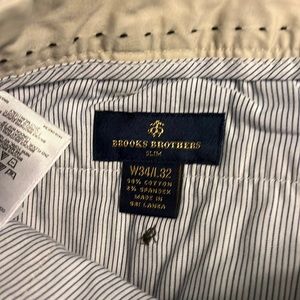 BROOKS BROTHERS
SLIM
W34/L32
98% COTTON
2% SPANDEX
MADE IN
SRI LANKA